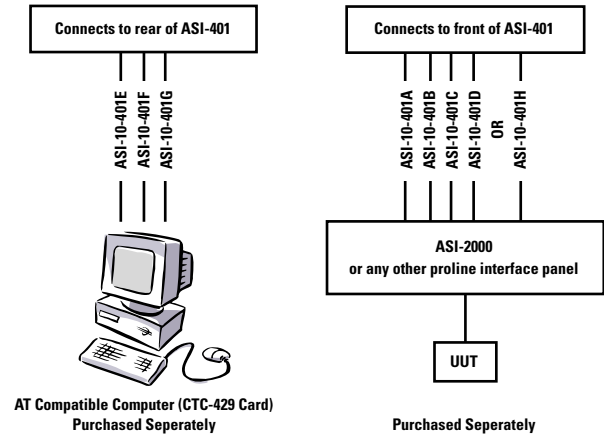 Connects to rear of ASI-401
ASI-10-401E
ASI-10-401F
ASI-10-401G
AT Compatible Computer (CTC-429 Card)
Purchased Seperately
Connects to front of ASI-401
ASI-10-401A
ASI-10-401B
ASI-10-401C
ASI-10-401D
OR
ASI-10-401H
ASI-2000
or any other proline interface panel
UUT
Purchased Seperately